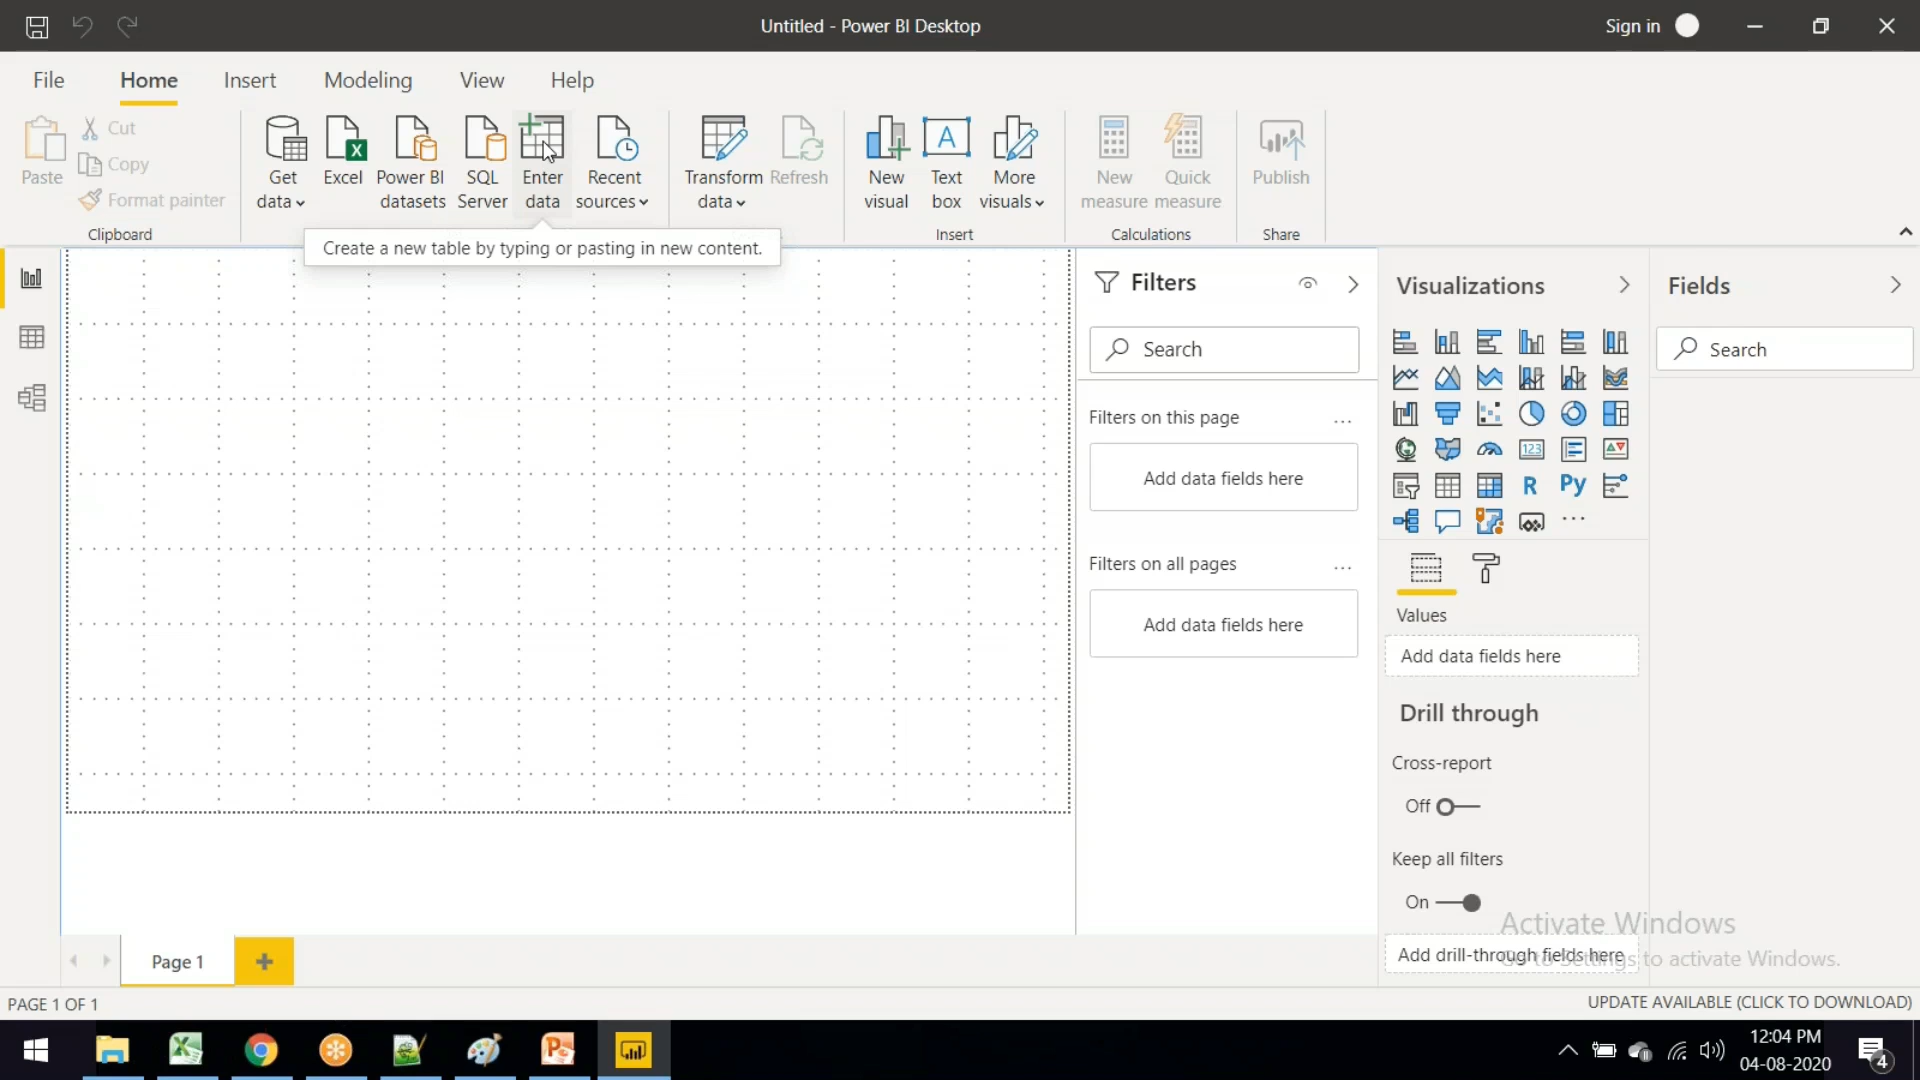 Untitled - Power BI Desktop
Sign in
File Home Insert Modeling View Help
Paste
Cut
Copy
Format painter
Clipboard
Get data
Excel
Power BI datasets
SQL Server
Enter data
Recent sources
Transform data
Refresh
New visual
Text box
More visuals
Insert
New measure
Quick measure
Calculations
Publish
Share
Create a new table by typing or pasting in new content.
Filters
Search
Filters on this page
...
Add data fields here
Filters on all pages
...
Add data fields here
Visualizations
123
R
Py
...
Values
Add data fields here
Drill through
Cross-report
Off
Keep all filters
On
Add drill-through fields here
Fields
Search
Activate Windows
Go to Settings to activate Windows.
Page 1
PAGE 1 OF 1
UPDATE AVAILABLE (CLICK TO DOWNLOAD)
12:04 PM
04-08-2020
4